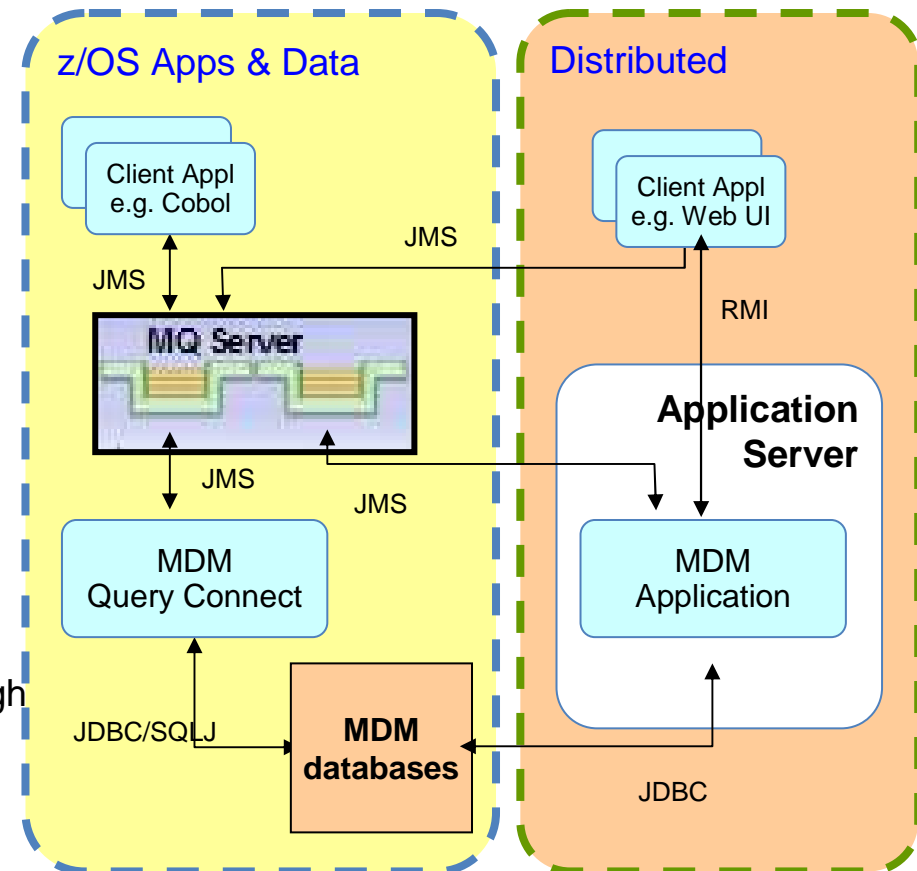 z/OS Apps & Data
Distributed
Client Appl
e.g. Cobol
Client Appl
e.g. Web UI
JMS
JMS
RMI
MQ Server
Application
Server
JMS
JMS
MDM
Query Connect
MDM
Application
gh
JDBC/SQLJ
MDM
databases
JDBC